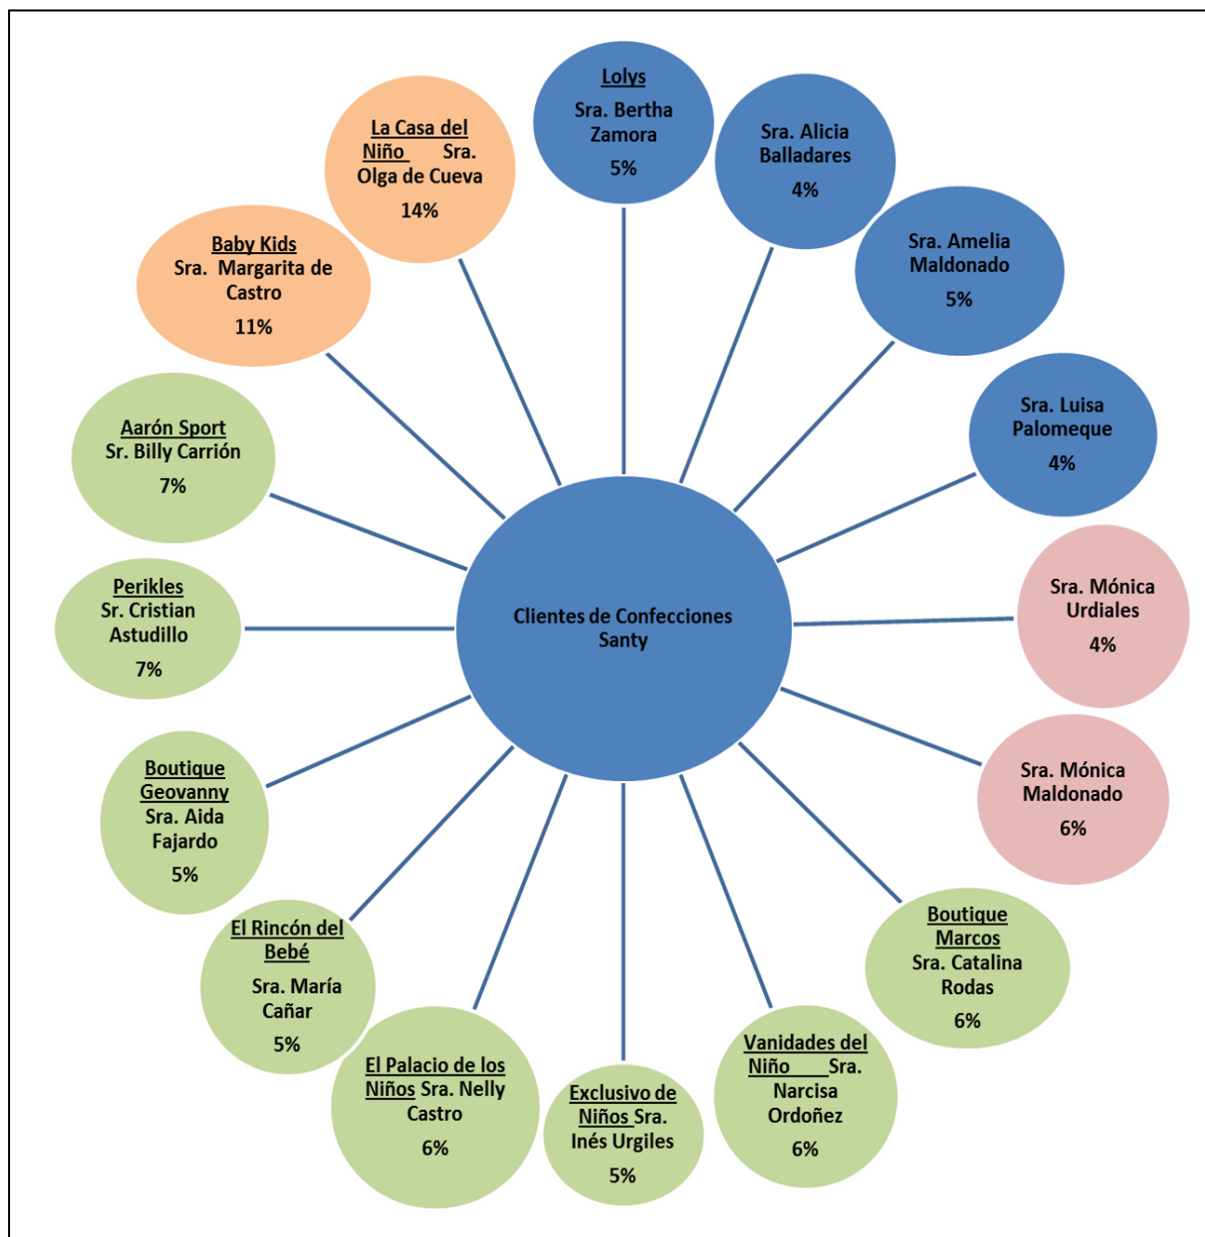 Lolys
Sra. Bertha
Zamora
5%
Sra. Alicia
Balladares
4%
Sra. Amelia
Maldonado
5%
Sra. Luisa
Palomeque
4%
Sra. Mónica
Urdiales
4%
Sra. Mónica
Maldonado
6%
Boutique
Marcos
Sra. Catalina
Rodas
6%
Vanidades del
Niño Sra.
Narcisa
Ordoñez
6%
Exclusivo de
Niños Sra.
Inés Urgiles
5%
El Palacio de los
Niños Sra. Nelly
Castro
6%
El Rincón del
Bebé
Sra. María
Cañar
5%
Boutique
Geovanny
Sra. Aida
Fajardo
5%
Perikles
Sr. Cristian
Astudillo
7%
Aarón Sport
Sr. Billy Carrión
7%
Baby Kids
Sra. Margarita de
Castro
11%
La Casa del
Niño Sra.
Olga de Cueva
14%
Clientes de Confecciones
Santy